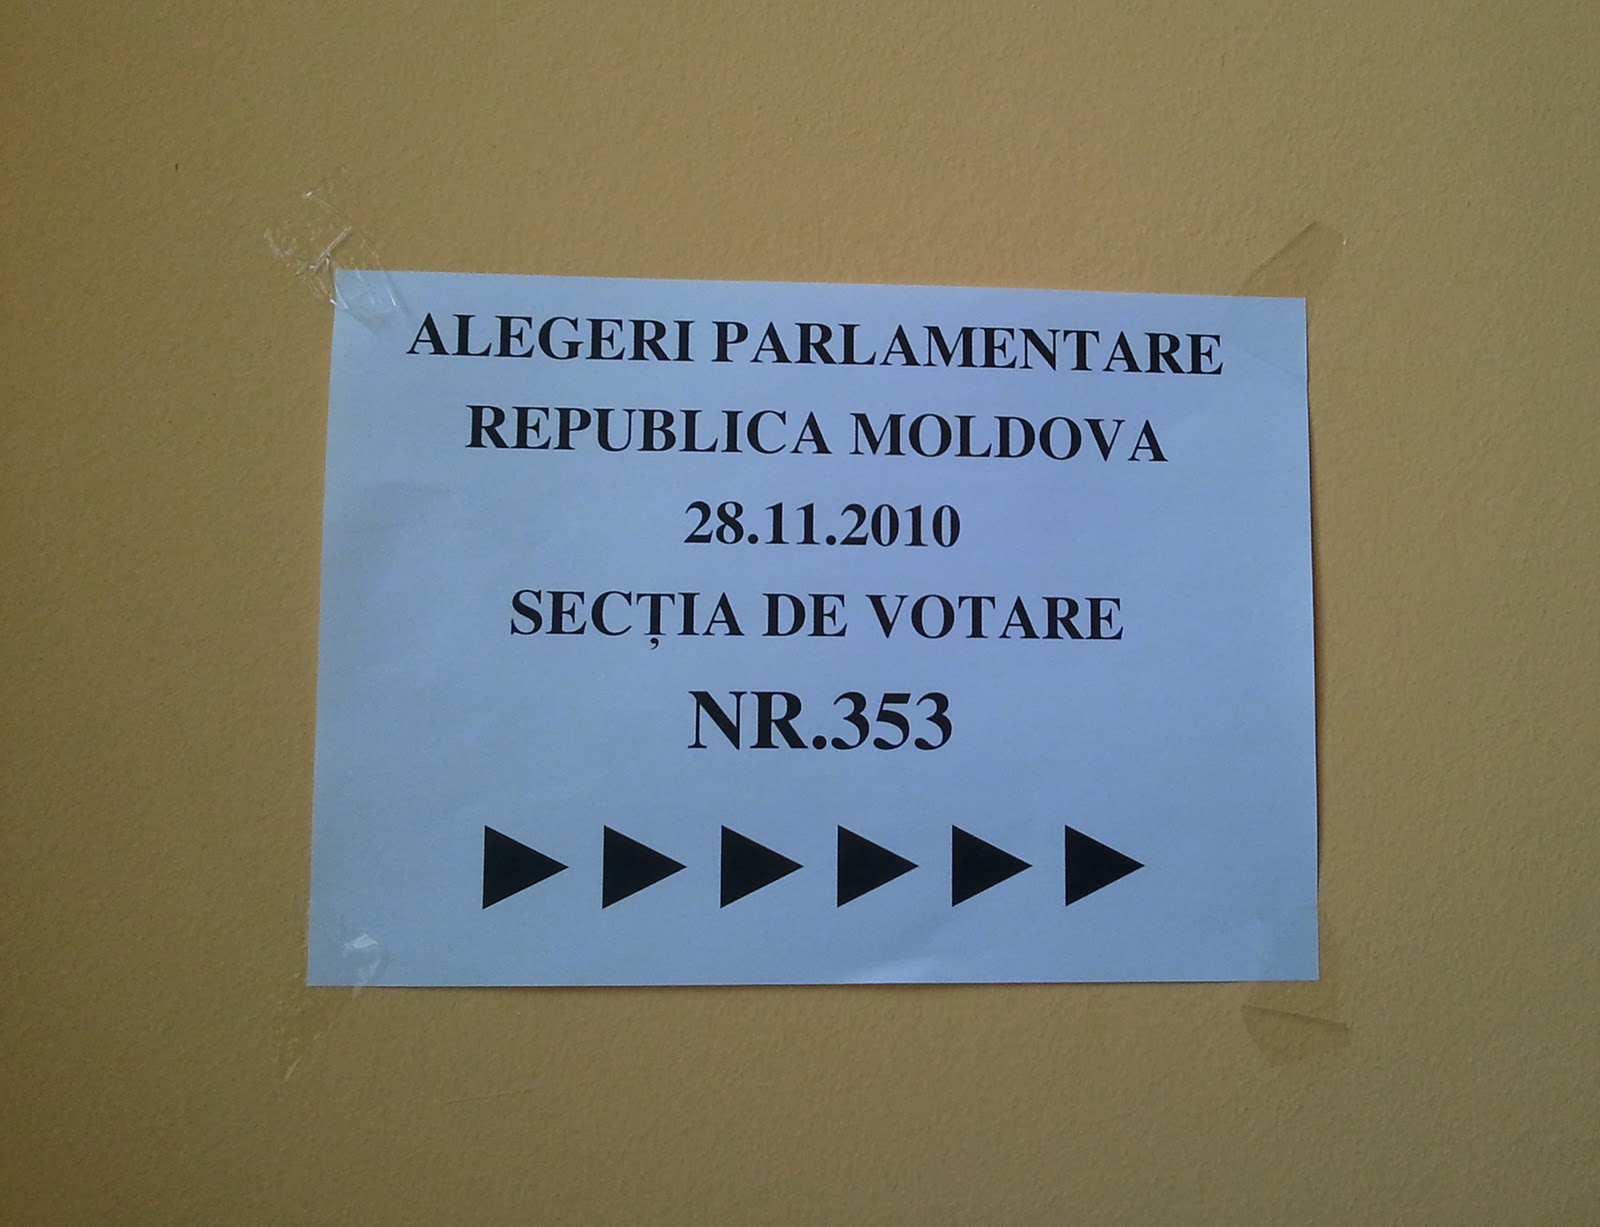 ALEGERI PARLAMENTARE
REPUBLICA MOLDOVA
28.11.2010
SECȚIA DE VOTARE
NR.353